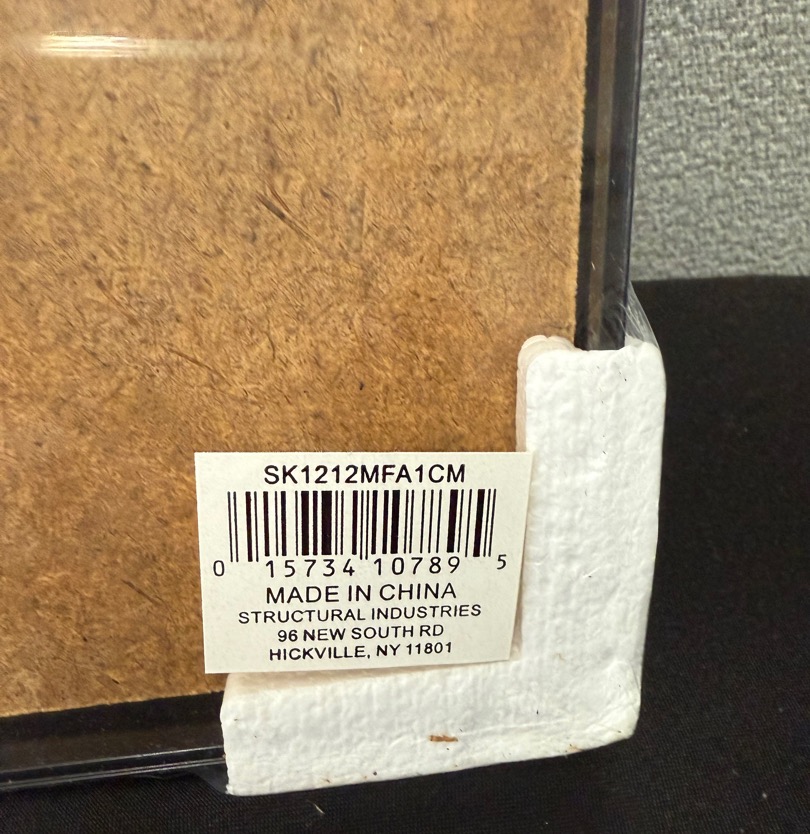 SK1212MFA1CM
0 15734 10789 5
MADE IN CHINA
STRUCTURAL INDUSTRIES
96 NEW SOUTH RD
HICKVILLE, NY 11801